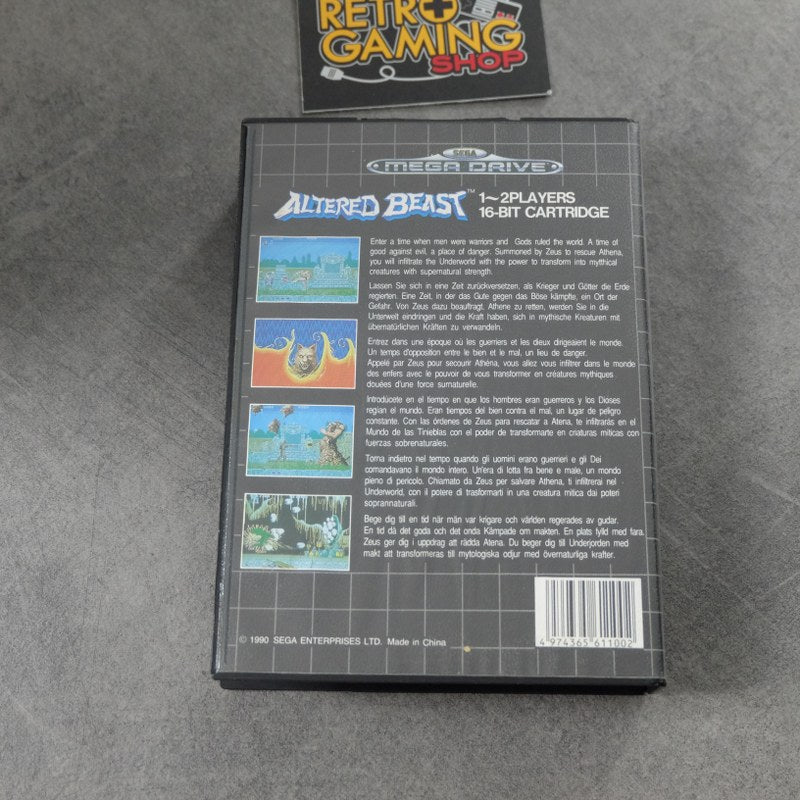 RETRO
GAMING
SHOP
SEGA
MEGA DRIVE
ALTERED BEAST™
1~2PLAYERS
16-BIT CARTRIDGE
Enter a time when men were warriors and Gods ruled the world. A time of
good against evil, a place of danger. Summoned by Zeus to rescue Athena,
you will infiltrate the Underworld with the power to transform into mythical
creatures with supernatural strength.
Lassen Sie sich in eine Zeit zurückversetzen, als Krieger und Götter die Erde
regierten. Eine Zeit, in der das Gute gegen das Böse kämpfte, ein Ort der
Gefahr. Von Zeus dazu beauftragt, Athene zu retten, werden Sie in die
Unterwelt eindringen und die Kraft haben, sich in mythische Kreaturen mit
übernatürlichen Kräften zu verwandeln.
Entrez dans une époque où les guerriers et les dieux dirigeaient le monde.
Un temps d'opposition entre le bien et le mal, un lieu de danger.
Appelé par Zeus pour secourir Athéna, vous allez vous infiltrer dans le monde
des enfers avec le pouvoir de vous transformer en créatures mythiques
douées d'une force surnaturelle.
Introdúcete en el tiempo en que los hombres eran guerreros y los Dioses
regían el mundo. Eran tiempos del bien contra el mal, un lugar de peligro
constante. Con las órdenes de Zeus para rescatar a Atena, te infiltrarás en el
Mundo de las Tinieblas con el poder de transformarte en criaturas míticas con
fuerzas sobrenaturales.
Torna indietro nel tempo quando gli uomini erano guerrieri e gli Dei
comandavano il mondo intero. Un'era di lotta fra bene e male, un mondo
pieno di pericolo. Chiamato da Zeus per salvare Athena, ti infiltrerai nel
Underworld, con il potere di trasformarti in una creatura mitica dai poteri
soprannaturali.
Bege dig till en tid när män var krigare och världen regerades av gudar.
En tid då det goda och det onda Kämpade om makten. En plats fylld med fara.
Zeus ger dig i uppdrag att rädda Atena. Du beger dig till Underjorden med
makt att transformeras till mytologiska odjur med övernaturliga krafter.
© 1990 SEGA ENTERPRISES LTD. Made in China
4 974365 611002